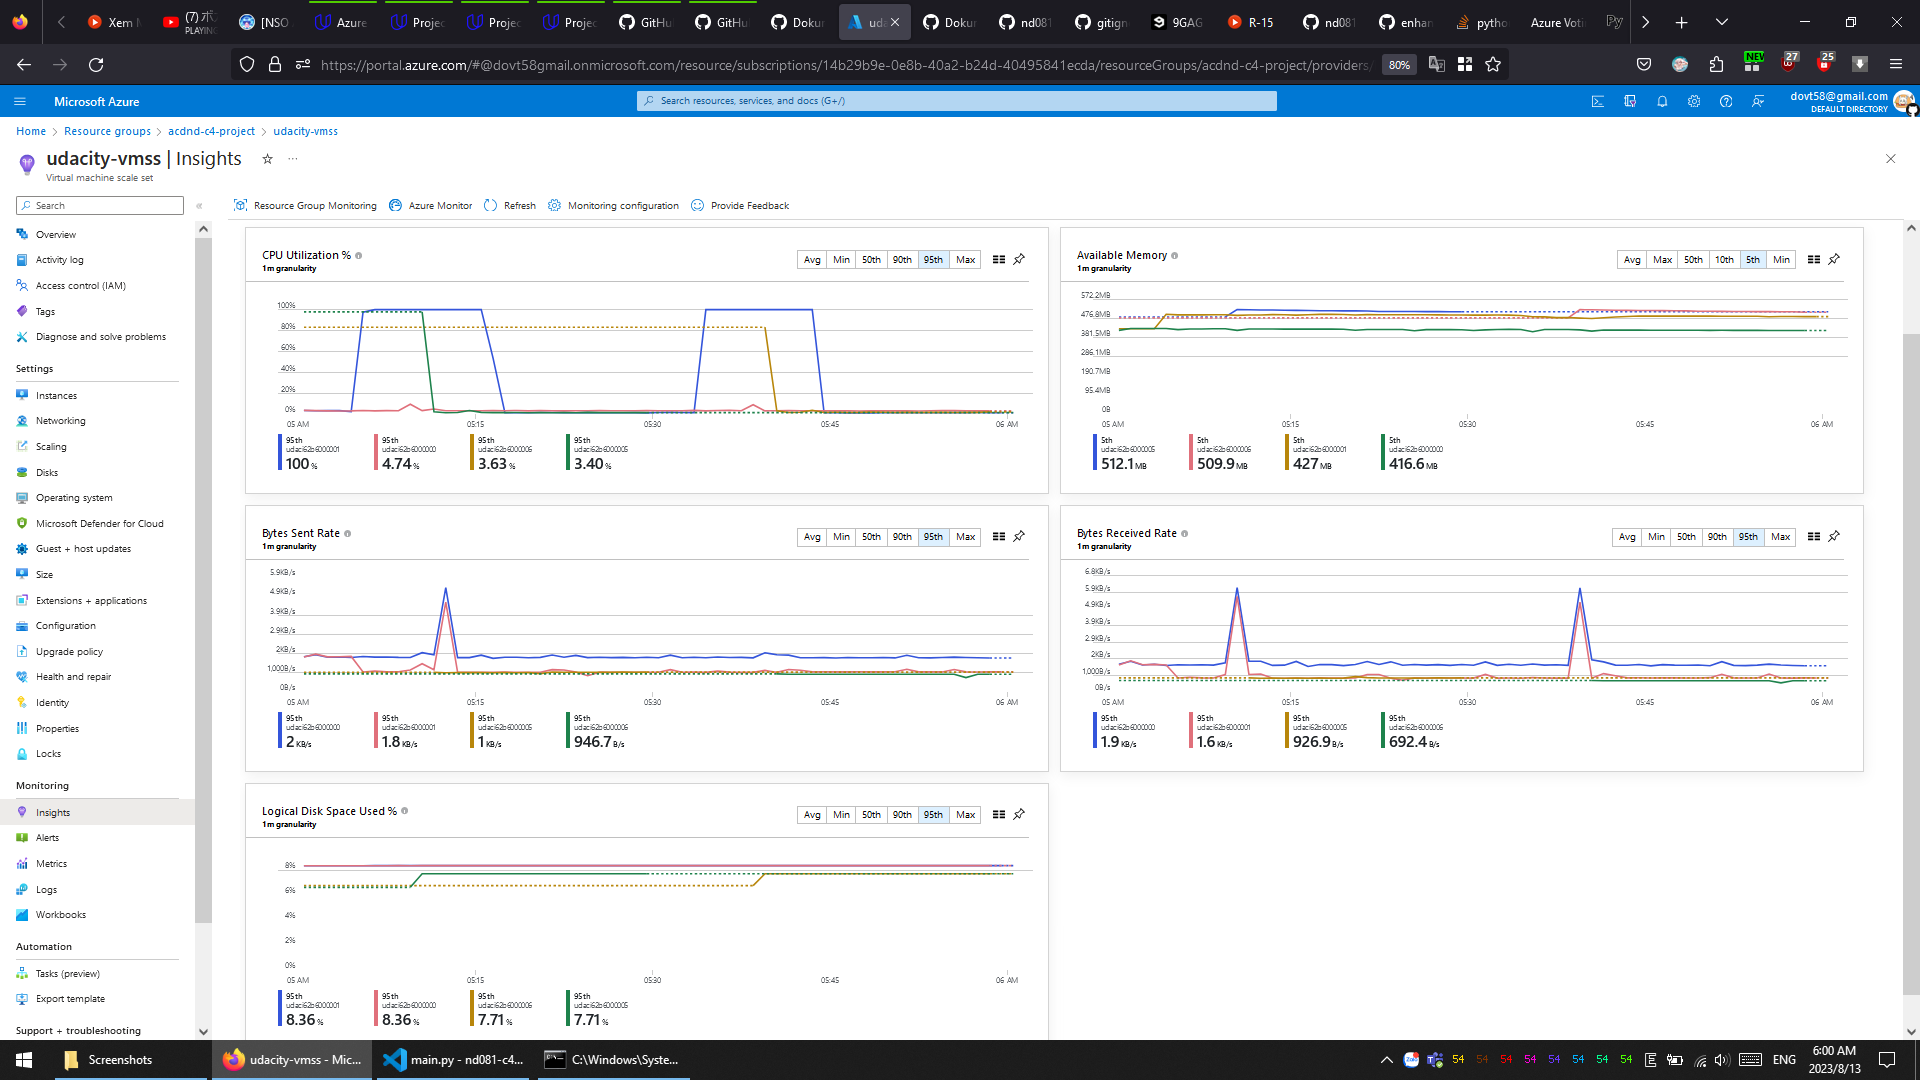 Xem N
(7) ボ
PLAYING
[NSO
Azure
Projec
Projec
Projec
GitHu
GitHu
Doku
uda
Doku
nd081
gitign
9GAG
R-15
nd081
enhan
pytho
Azure Voti
https://portal.azure.com/#@dovt58gmail.onmicrosoft.com/resource/subscriptions/14b29b9e-0e8b-40a2-b24d-40495841ecda/resourceGroups/acdnd-c4-project/providers/
80%
NEW
27
25
Microsoft Azure
Search resources, services, and docs (G+/)
dovt58@gmail.com
DEFAULT DIRECTORY
Home > Resource groups > acdnd-c4-project > udacity-vmss
udacity-vmss | Insights
Virtual machine scale set
Search
Resource Group Monitoring Azure Monitor Refresh Monitoring configuration Provide Feedback
Overview
Activity log
Access control (IAM)
Tags
Diagnose and solve problems
Settings
Instances
Networking
Scaling
Disks
Operating system
Microsoft Defender for Cloud
Guest + host updates
Size
Extensions + applications
Configuration
Upgrade policy
Health and repair
Identity
Properties
Locks
Monitoring
Insights
Alerts
Metrics
Logs
Workbooks
Automation
Tasks (preview)
Export template
Support + troubleshooting
CPU Utilization %
1m granularity
Avg Min 50th 90th 95th Max
100%
80%
60%
40%
20%
0%
05 AM 05:15 05:30 05:45 06 AM
95th 95th 95th 95th
udaci62b6000001 udaci62b6000000 udaci62b6000006 udaci62b6000005
100 % 4.74 % 3.63 % 3.40 %
Available Memory
1m granularity
Avg Max 50th 10th 5th Min
572.2MB
476.8MB
381.5MB
286.1MB
190.7MB
95.4MB
0B
05 AM 05:15 05:30 05:45 06 AM
5th 5th 5th 5th
udaci62b6000005 udaci62b6000006 udaci62b6000001 udaci62b6000000
512.1 MB 509.9 MB 427 MB 416.6 MB
Bytes Sent Rate
1m granularity
Avg Min 50th 90th 95th Max
5.9KB/s
4.9KB/s
3.9KB/s
2.9KB/s
2KB/s
1,000B/s
0B/s
05 AM 05:15 05:30 05:45 06 AM
95th 95th 95th 95th
udaci62b6000000 udaci62b6000001 udaci62b6000005 udaci62b6000006
2 KB/s 1.8 KB/s 1 KB/s 946.7 B/s
Bytes Received Rate
1m granularity
Avg Min 50th 90th 95th Max
6.8KB/s
5.9KB/s
4.9KB/s
3.9KB/s
2.9KB/s
2KB/s
1,000B/s
0B/s
05 AM 05:15 05:30 05:45 06 AM
95th 95th 95th 95th
udaci62b6000000 udaci62b6000001 udaci62b6000005 udaci62b6000006
1.9 KB/s 1.6 KB/s 926.9 B/s 692.4 B/s
Logical Disk Space Used %
1m granularity
Avg Min 50th 90th 95th Max
8%
6%
4%
2%
0%
05 AM 05:15 05:30 05:45 06 AM
95th 95th 95th 95th
udaci62b6000001 udaci62b6000000 udaci62b6000006 udaci62b6000005
8.36 % 8.36 % 7.71 % 7.71 %
Screenshots
udacity-vmss - Mic...
main.py - nd081-c4...
C:\Windows\Syste...
54 54 54 54 54 54 54 54
ENG
6:00 AM
2023/8/13